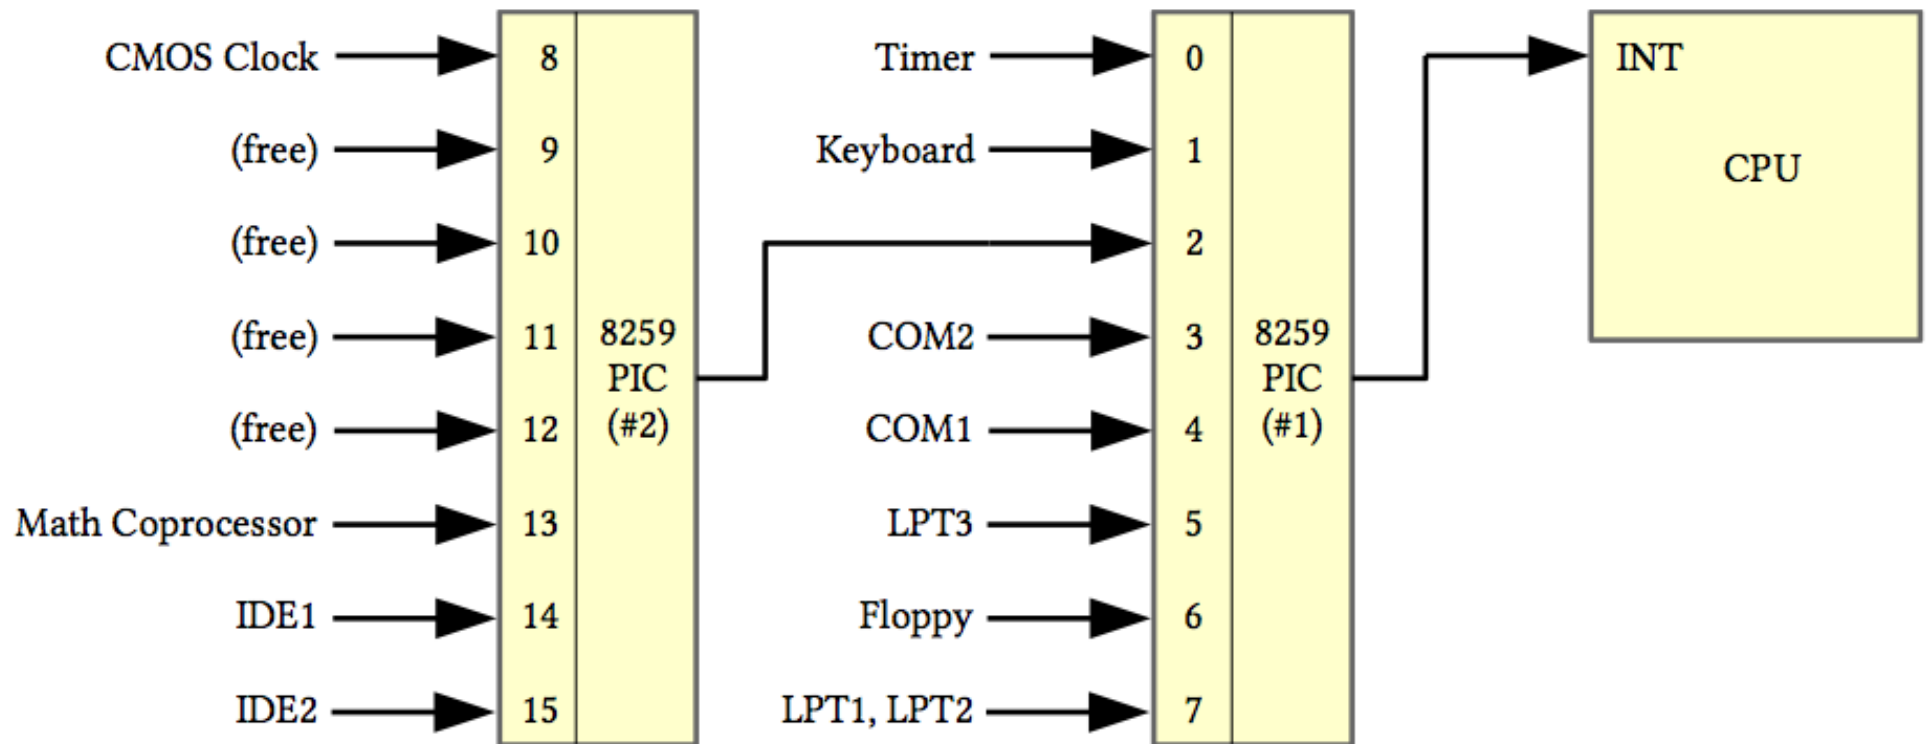 CMOS Clock
8
(free)
9
(free)
10
(free)
11
(free)
12
Math Coprocessor
13
IDE1
14
IDE2
15
8259
PIC
(#2)
Timer
0
Keyboard
1
2
COM2
3
COM1
4
LPT3
5
Floppy
6
LPT1, LPT2
7
8259
PIC
(#1)
INT
CPU